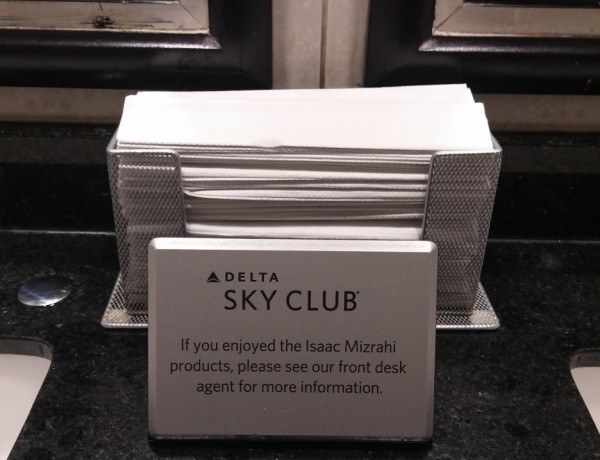 DELTA
SKY CLUB®
If you enjoyed the Isaac Mizrahi
products, please see our front desk
agent for more information.